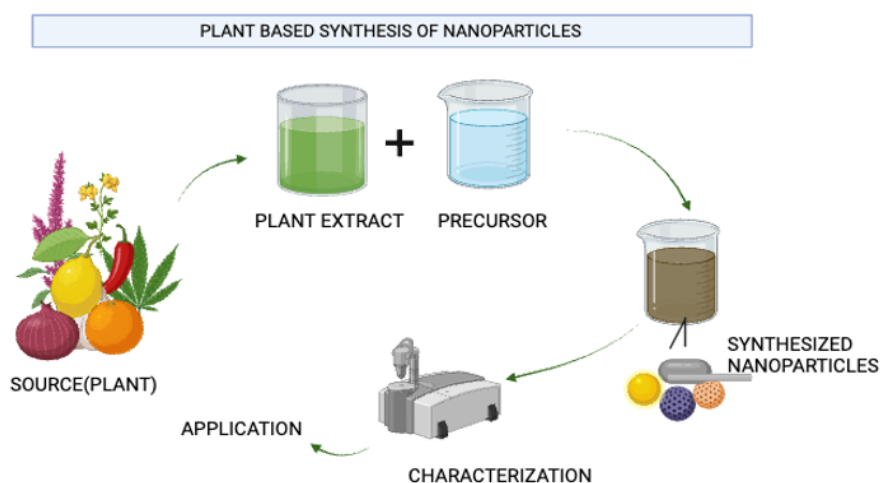 PLANT BASED SYNTHESIS OF NANOPARTICLES
PLANT EXTRACT
+
PRECURSOR
SOURCE(PLANT)
SYNTHESIZED
NANOPARTICLES
APPLICATION
CHARACTERIZATION